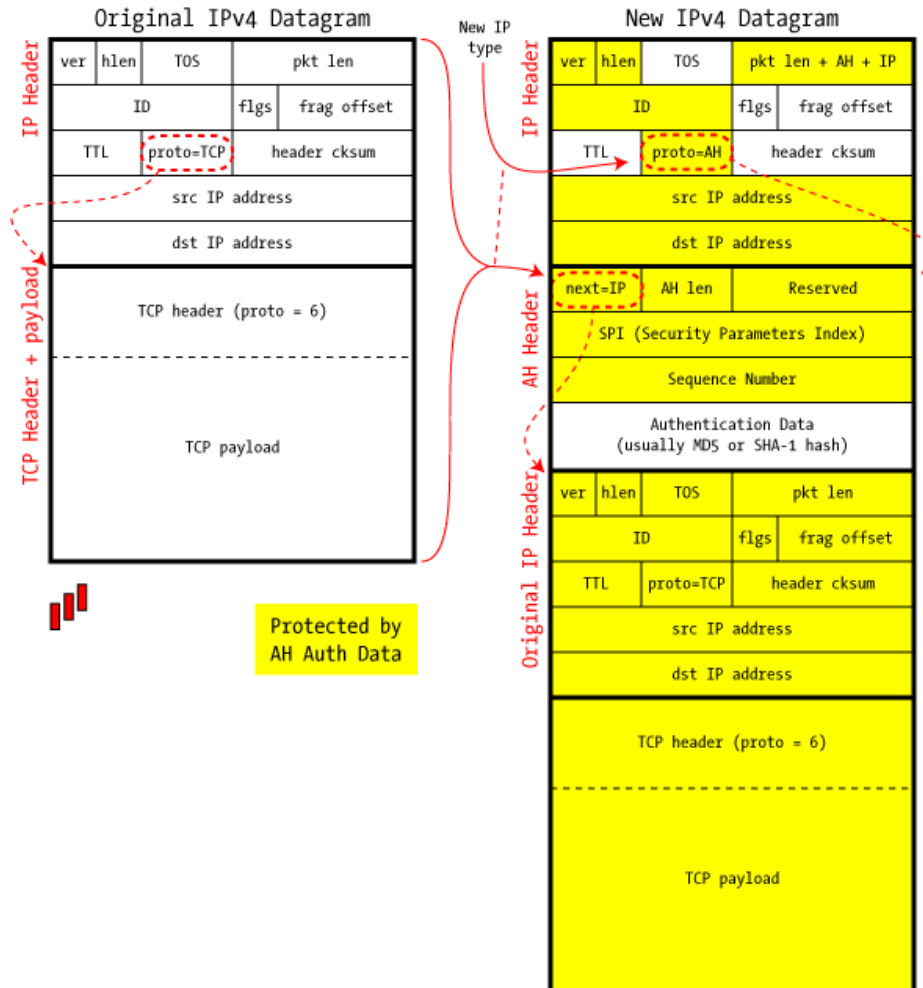 Original IPv4 Datagram
IP Header
ver hlen TOS pkt len
ID flgs frag offset
TTL proto=TCP header cksum
src IP address
dst IP address
TCP Header + payload
TCP header (proto = 6)
TCP payload
Protected by
AH Auth Data
New IP
type
New IPv4 Datagram
IP Header
ver hlen TOS pkt len + AH + IP
ID flgs frag offset
TTL proto=AH header cksum
src IP address
dst IP address
AH Header
next=IP AH len Reserved
SPI (Security Parameters Index)
Sequence Number
Authentication Data
(usually MD5 or SHA-1 hash)
Original IP Header
ver hlen TOS pkt len
ID flgs frag offset
TTL proto=TCP header cksum
src IP address
dst IP address
TCP header (proto = 6)
TCP payload